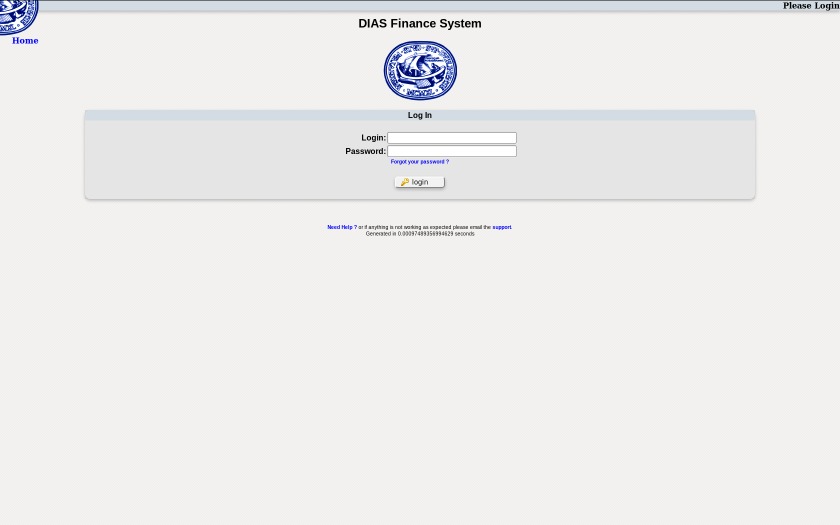 Please Login
Home
DIAS Finance System
Log In
Login:
Password:
Forgot your password ?
login
Need Help ? or if anything is not working as expected please email the support.
Generated in 0.00097489356994629 seconds